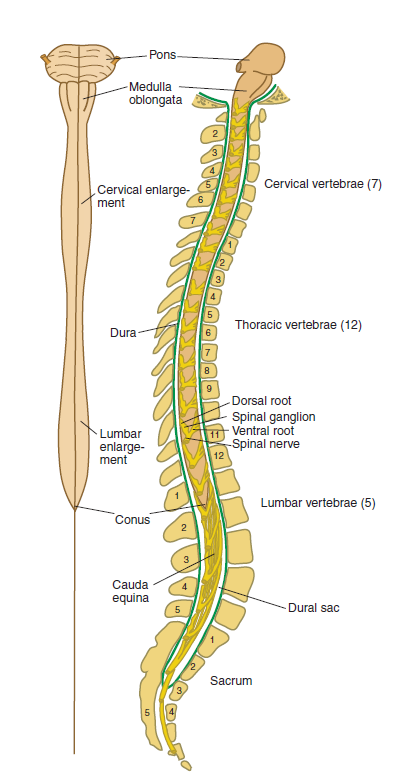 Pons
Medulla
oblongata
2
3
4
5
6
7
Cervical enlarge-
ment
Cervical vertebrae (7)
1
2
3
4
5
6
7
8
9
11
12
Thoracic vertebrae (12)
Dura
Dorsal root
Spinal ganglion
Ventral root
Spinal nerve
Lumbar
enlarge-
ment
1
2
3
4
5
Lumbar vertebrae (5)
Conus
Cauda
equina
Dural sac
1
2
3
4
5
Sacrum